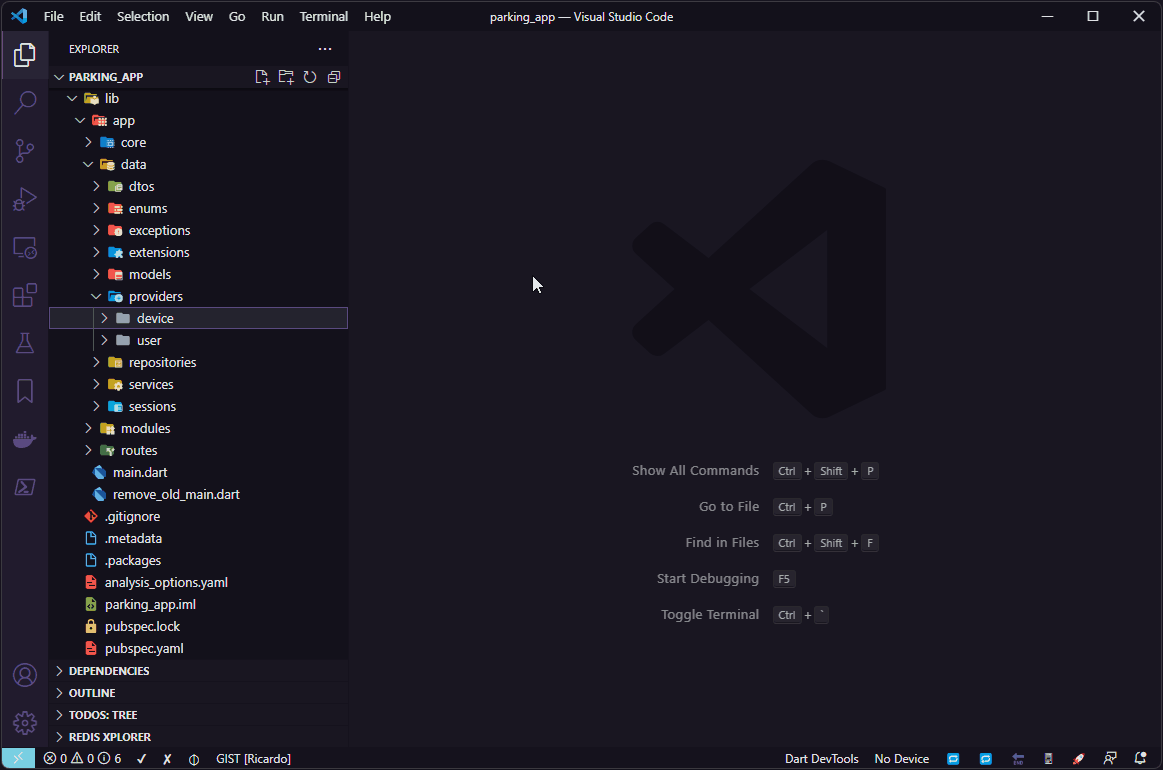 File Edit Selection View Go Run Terminal Help parking_app — Visual Studio Code
EXPLORER
PARKING_APP
lib
app
core
data
dtos
enums
exceptions
extensions
models
providers
device
user
repositories
services
sessions
modules
routes
main.dart
remove_old_main.dart
.gitignore
.metadata
.packages
analysis_options.yaml
parking_app.iml
pubspec.lock
pubspec.yaml
DEPENDENCIES
OUTLINE
TODOS: TREE
REDIS XPLORER
Show All Commands Ctrl + Shift + P
Go to File Ctrl + P
Find in Files Ctrl + Shift + F
Start Debugging F5
Toggle Terminal Ctrl + `
0 0 6 GIST [Ricardo] Dart DevTools No Device